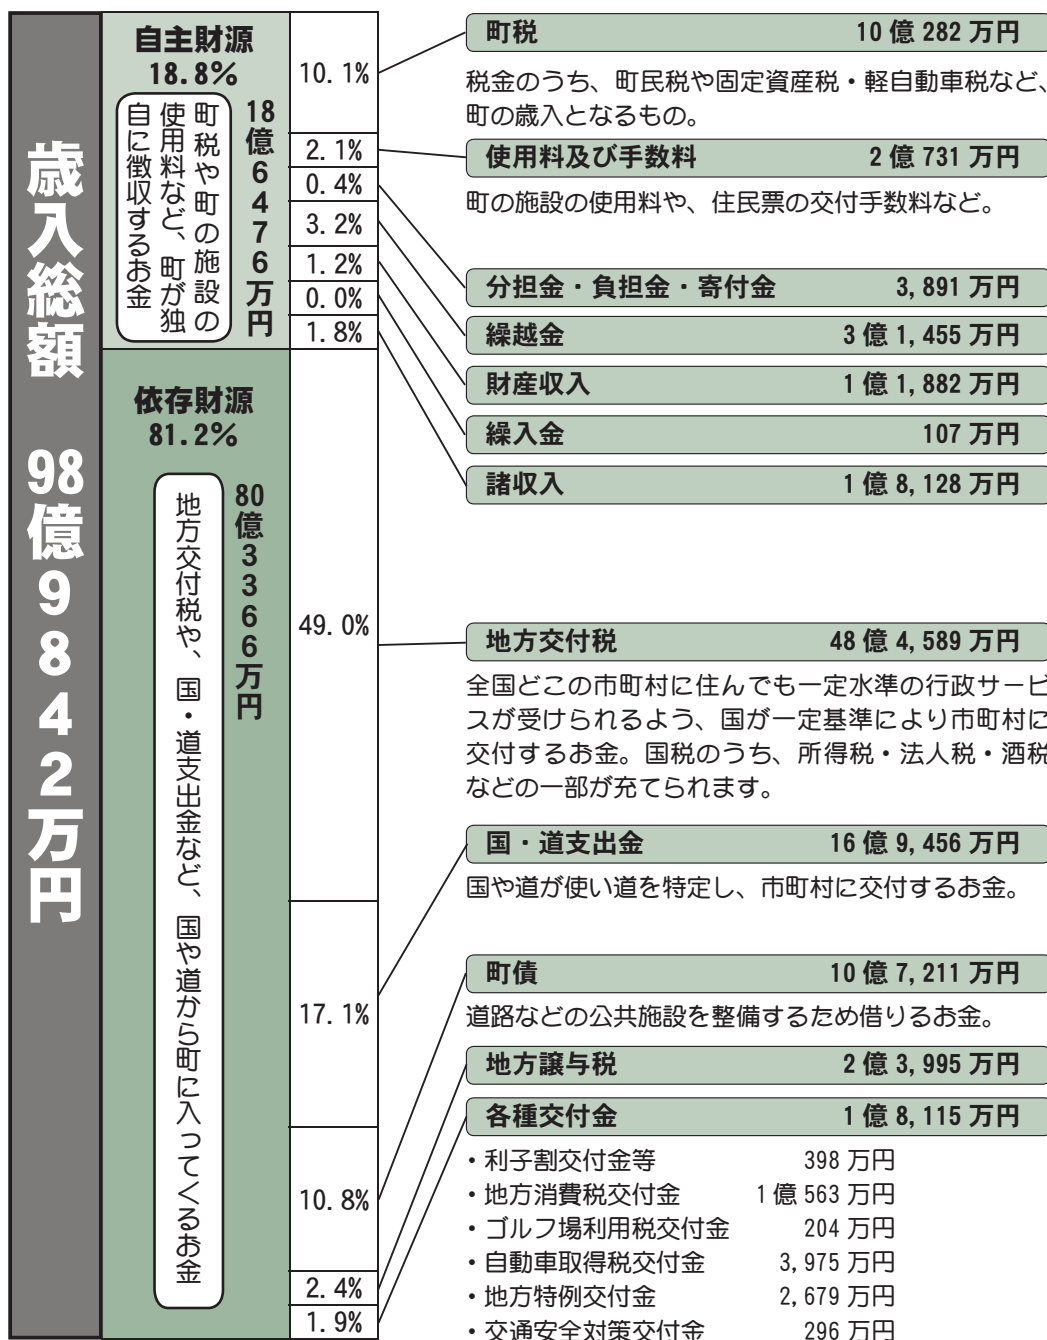 歳入総額 98億9842万円
自主財源
18.8%
18億6476万円
町税や町の施設の
使用料など、町が独
自に徴収するお金
依存財源
81.2%
80億3366万円
地方交付税や、国・道支出金など、国や道から町に入ってくるお金
10.1%
2.1%
0.4%
3.2%
1.2%
0.0%
1.8%
49.0%
17.1%
10.8%
2.4%
1.9%
町税 10億282万円
税金のうち、町民税や固定資産税・軽自動車税など、
町の歳入となるもの。
使用料及び手数料 2億731万円
町の施設の使用料や、住民票の交付手数料など。
分担金・負担金・寄付金 3,891万円
繰越金 3億1,455万円
財産収入 1億1,882万円
繰入金 107万円
諸収入 1億8,128万円
地方交付税 48億4,589万円
全国どこの市町村に住んでも一定水準の行政サービ
スが受けられるよう、国が一定基準により市町村に
交付するお金。国税のうち、所得税・法人税・酒税
などの一部が充てられます。
国・道支出金 16億9,456万円
国や道が使い道を特定し、市町村に交付するお金。
町債 10億7,211万円
道路などの公共施設を整備するため借りるお金。
地方譲与税 2億3,995万円
各種交付金 1億8,115万円
・利子割交付金等 398万円
・地方消費税交付金 1億563万円
・ゴルフ場利用税交付金 204万円
・自動車取得税交付金 3,975万円
・地方特例交付金 2,679万円
・交通安全対策交付金 296万円